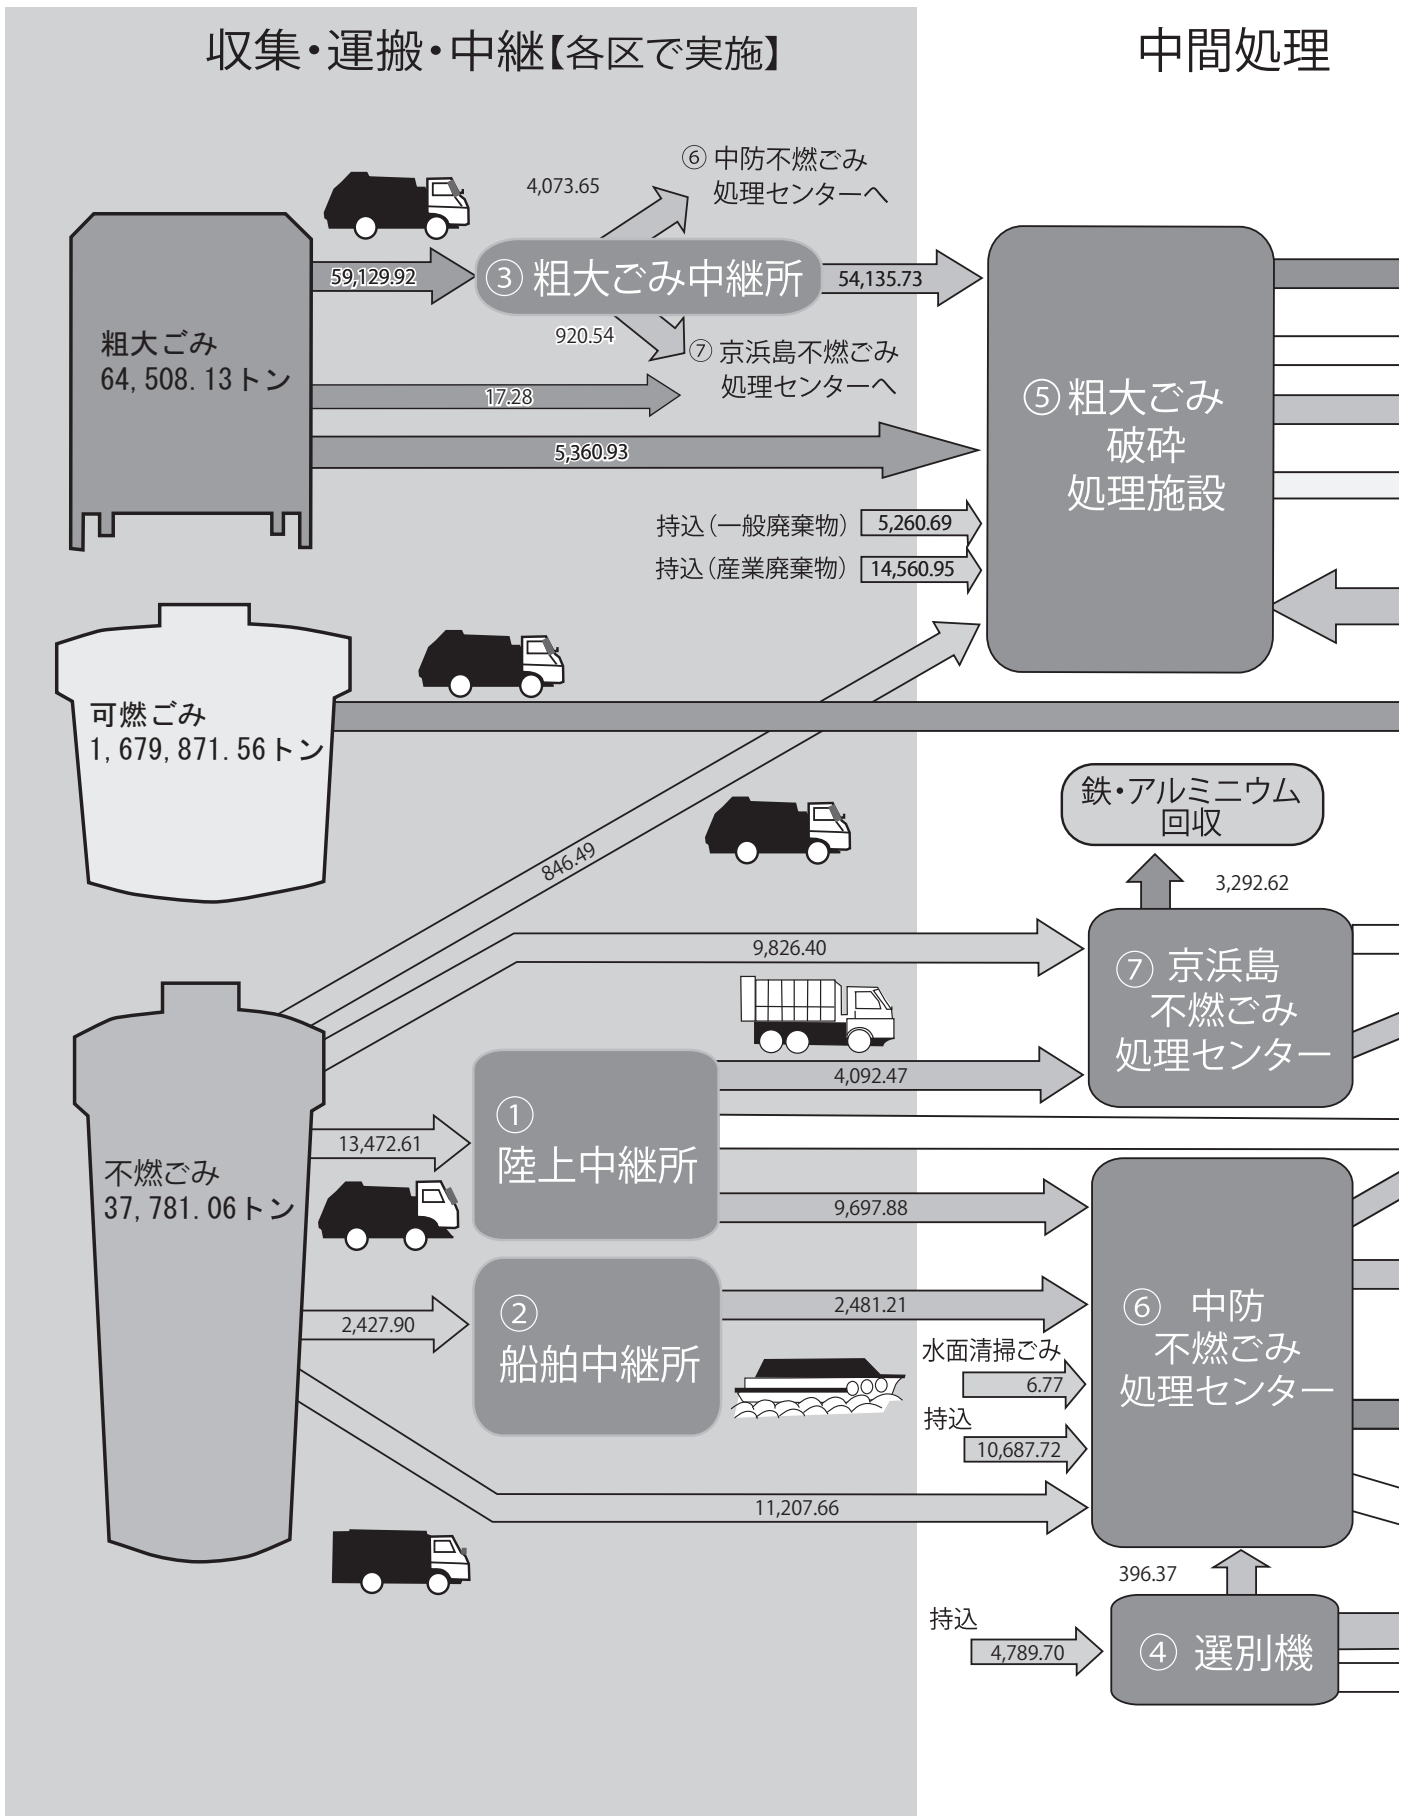 収集・運搬・中継【各区で実施】
中間処理
⑥ 中防不燃ごみ
処理センターへ
4,073.65
59,129.92
③ 粗大ごみ中継所
54,135.73
920.54
⑦ 京浜島不燃ごみ
処理センターへ
粗大ごみ
64,508.13トン
17.28
5,360.93
⑤ 粗大ごみ
破砕
処理施設
持込（一般廃棄物） 5,260.69
持込（産業廃棄物） 14,560.95
可燃ごみ
1,679,871.56トン
鉄・アルミニウム
回収
846.49
3,292.62
9,826.40
⑦ 京浜島
不燃ごみ
処理センター
4,092.47
①
陸上中継所
13,472.61
不燃ごみ
37,781.06トン
9,697.88
②
船舶中継所
2,427.90
2,481.21
⑥ 中防
不燃ごみ
処理センター
水面清掃ごみ
6.77
持込
10,687.72
11,207.66
396.37
持込
4,789.70
④ 選別機